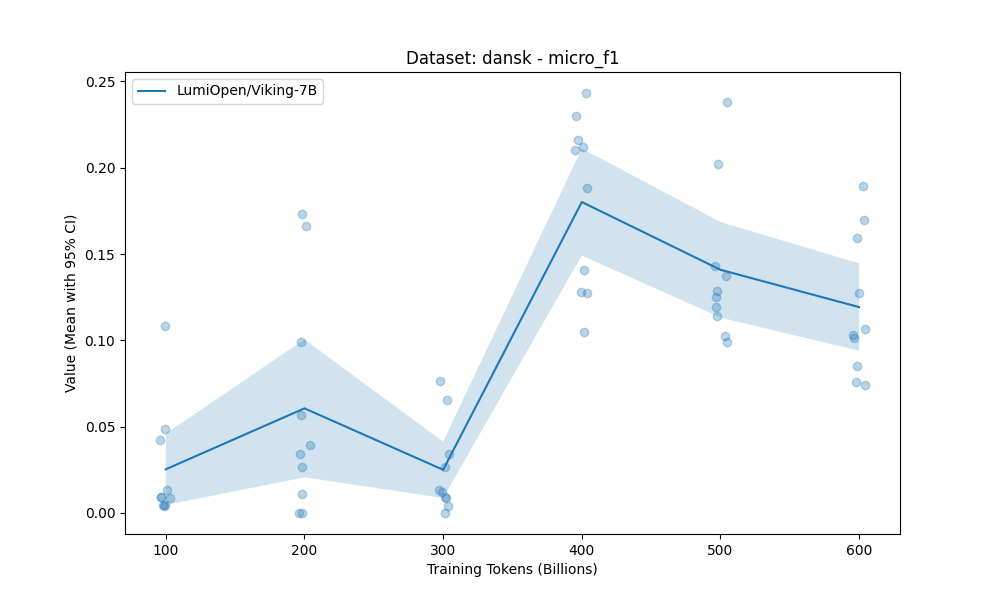 Dataset: dansk - micro_f1
LumiOpen/Viking-7B
Value (Mean with 95% CI)
0.25
0.20
0.15
0.10
0.05
0.00
100 200 300 400 500 600
Training Tokens (Billions)